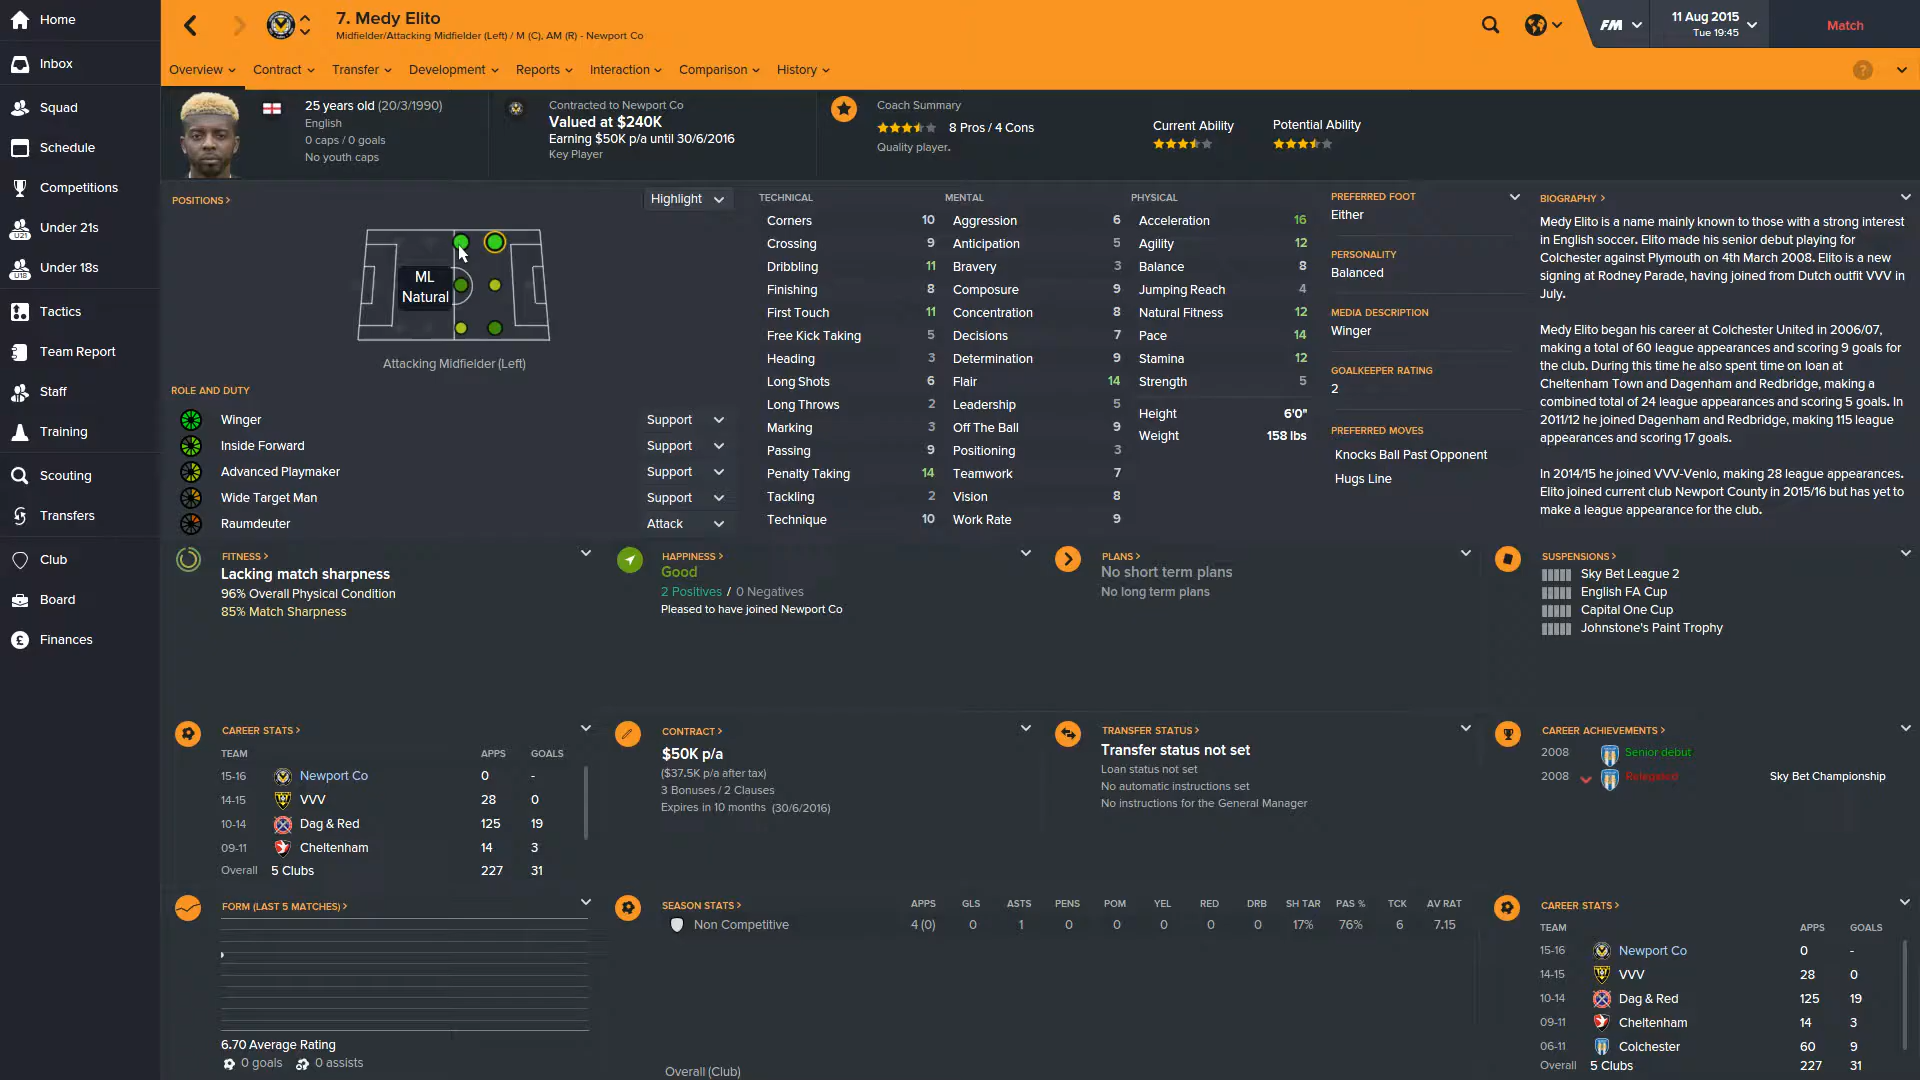 Home
Inbox
Squad
Schedule
Competitions
Under 21s
Under 18s
Tactics
Team Report
Staff
Training
Scouting
Transfers
Club
Board
Finances
7. Medy Elito
Midfielder/Attacking Midfielder (Left) / M (C), AM (R) - Newport Co
FM
11 Aug 2015
Tue 19:45
Match
Overview
Contract
Transfer
Development
Reports
Interaction
Comparison
History
?
25 years old (20/3/1990)
English
0 caps / 0 goals
No youth caps
Contracted to Newport Co
Valued at $240K
Earning $50K p/a until 30/6/2016
Key Player
Coach Summary
8 Pros / 4 Cons
Quality player.
Current Ability
Potential Ability
POSITIONS >
Highlight
ML
Natural
Attacking Midfielder (Left)
ROLE AND DUTY
Winger Support
Inside Forward Support
Advanced Playmaker Support
Wide Target Man Support
Raumdeuter Attack
TECHNICAL
Corners 10
Crossing 9
Dribbling 11
Finishing 8
First Touch 11
Free Kick Taking 5
Heading 3
Long Shots 6
Long Throws 2
Marking 3
Passing 9
Penalty Taking 14
Tackling 2
Technique 10
MENTAL
Aggression 6
Anticipation 5
Bravery 3
Composure 9
Concentration 8
Decisions 7
Determination 9
Flair 14
Leadership 5
Off The Ball 9
Positioning 3
Teamwork 7
Vision 8
Work Rate 9
PHYSICAL
Acceleration 16
Agility 12
Balance 8
Jumping Reach 4
Natural Fitness 12
Pace 14
Stamina 12
Strength 5
Height 6'0"
Weight 158 lbs
PREFERRED FOOT
Either
PERSONALITY
Balanced
MEDIA DESCRIPTION
Winger
GOALKEEPER RATING
2
PREFERRED MOVES
Knocks Ball Past Opponent
Hugs Line
BIOGRAPHY >
Medy Elito is a name mainly known to those with a strong interest
in English soccer. Elito made his senior debut playing for
Colchester against Plymouth on 4th March 2008. Elito is a new
signing at Rodney Parade, having joined from Dutch outfit VVV in
July.
Medy Elito began his career at Colchester United in 2006/07,
making a total of 60 league appearances and scoring 9 goals for
the club. During this time he also spent time on loan at
Cheltenham Town and Dagenham and Redbridge, making a
combined total of 24 league appearances and scoring 5 goals. In
2011/12 he joined Dagenham and Redbridge, making 115 league
appearances and scoring 17 goals.
In 2014/15 he joined VVV-Venlo, making 28 league appearances.
Elito joined current club Newport County in 2015/16 but has yet to
make a league appearance for the club.
FITNESS >
Lacking match sharpness
96% Overall Physical Condition
85% Match Sharpness
HAPPINESS >
Good
2 Positives / 0 Negatives
Pleased to have joined Newport Co
PLANS >
No short term plans
No long term plans
SUSPENSIONS >
Sky Bet League 2
English FA Cup
Capital One Cup
Johnstone's Paint Trophy
CAREER STATS >
TEAM APPS GOALS
15-16 Newport Co 0 -
14-15 VVV 28 0
10-14 Dag & Red 125 19
09-11 Cheltenham 14 3
Overall 5 Clubs 227 31
CONTRACT >
$50K p/a
($37.5K p/a after tax)
3 Bonuses / 2 Clauses
Expires in 10 months (30/6/2016)
TRANSFER STATUS >
Transfer status not set
Loan status not set
No automatic instructions set
No instructions for the General Manager
CAREER ACHIEVEMENTS >
2008 Senior debut
2008 Relegated Sky Bet Championship
FORM (LAST 5 MATCHES) >
6.70 Average Rating
0 goals 0 assists
SEASON STATS > APPS GLS ASTS PENS POM YEL RED DRB SH TAR PAS % TCK AV RAT
Non Competitive 4 (0) 0 1 0 0 0 0 0 17% 76% 6 7.15
Overall (Club)
CAREER STATS >
TEAM APPS GOALS
15-16 Newport Co 0 -
14-15 VVV 28 0
10-14 Dag & Red 125 19
09-11 Cheltenham 14 3
06-11 Colchester 60 9
Overall 5 Clubs 227 31